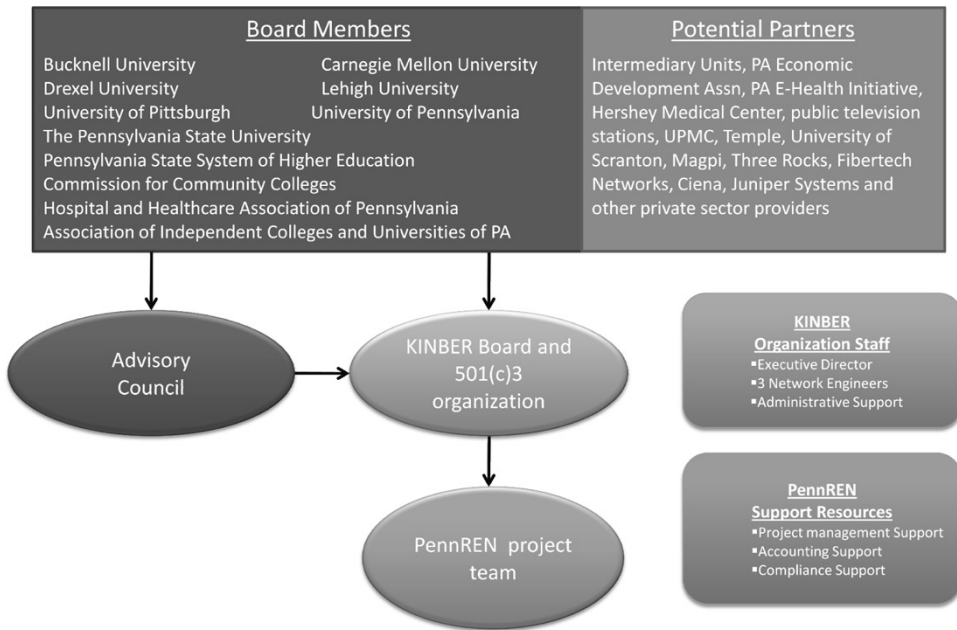 Board Members
Bucknell University Carnegie Mellon University
Drexel University Lehigh University
University of Pittsburgh University of Pennsylvania
The Pennsylvania State University
Pennsylvania State System of Higher Education
Commission for Community Colleges
Hospital and Healthcare Association of Pennsylvania
Association of Independent Colleges and Universities of PA
Potential Partners
Intermediary Units, PA Economic
Development Assn, PA E-Health Initiative,
Hershey Medical Center, public television
stations, UPMC, Temple, University of
Scranton, Magpi, Three Rocks, Fibertech
Networks, Ciena, Juniper Systems and
other private sector providers
Advisory
Council
KINBER Board and
501(c)3
organization
PennREN project
team
KINBER
Organization Staff
▪Executive Director
▪3 Network Engineers
▪Administrative Support
PennREN
Support Resources
▪Project management Support
▪Accounting Support
▪Compliance Support